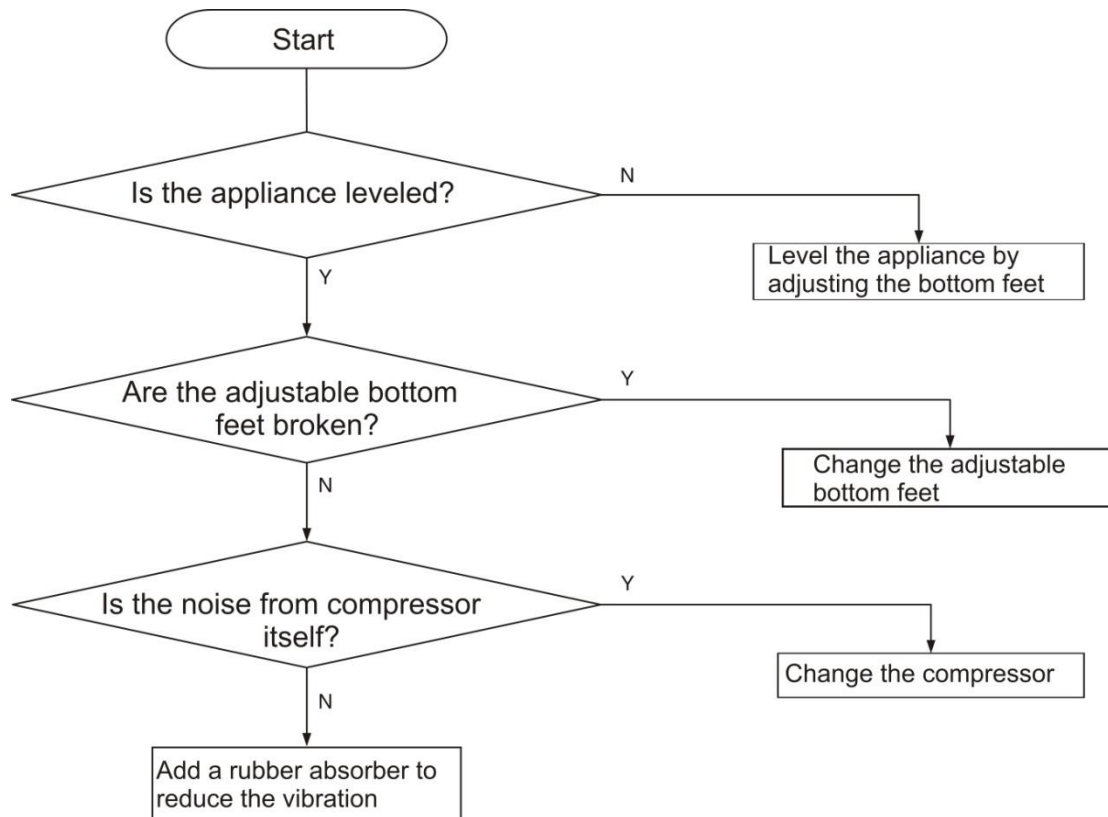 Start
Is the appliance leveled?
N
Level the appliance by
adjusting the bottom feet
Y
Are the adjustable bottom
feet broken?
Y
Change the adjustable
bottom feet
N
Is the noise from compressor
itself?
Y
Change the compressor
N
Add a rubber absorber to
reduce the vibration